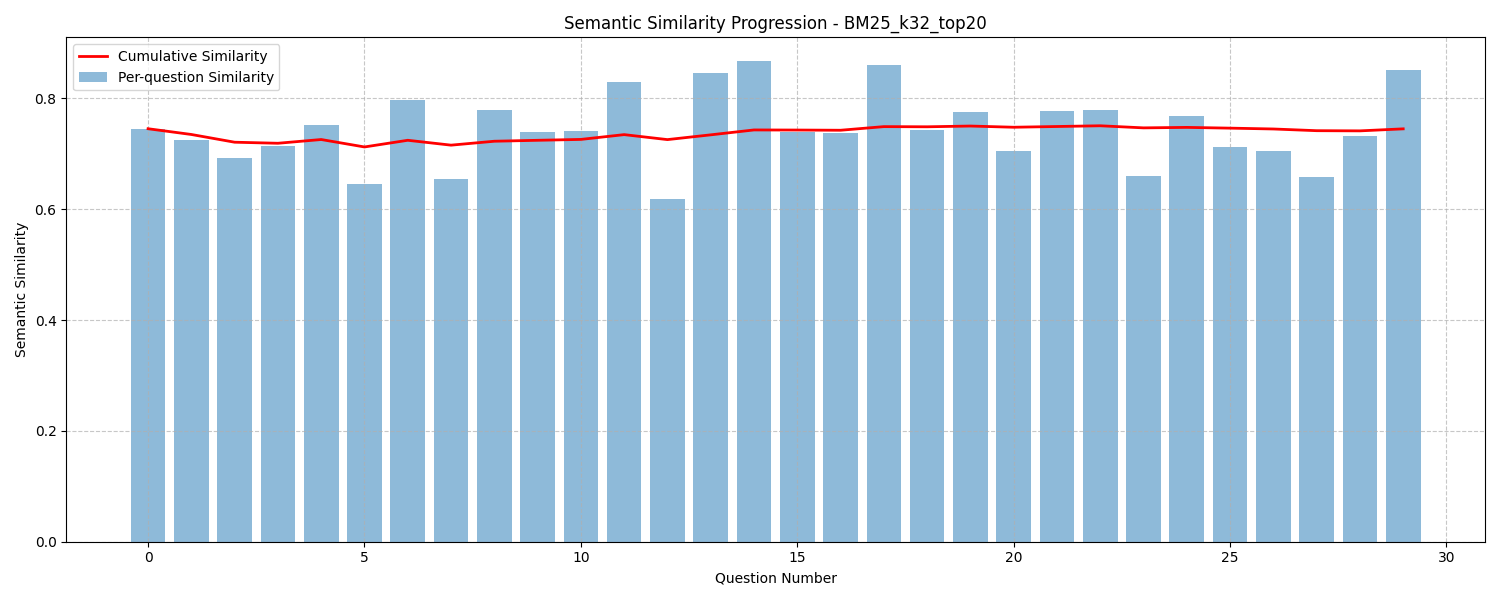 Semantic Similarity Progression - BM25_k32_top20
Cumulative Similarity
Per-question Similarity
Semantic Similarity
0.8
0.6
0.4
0.2
0.0
0 5 10 15 20 25 30
Question Number